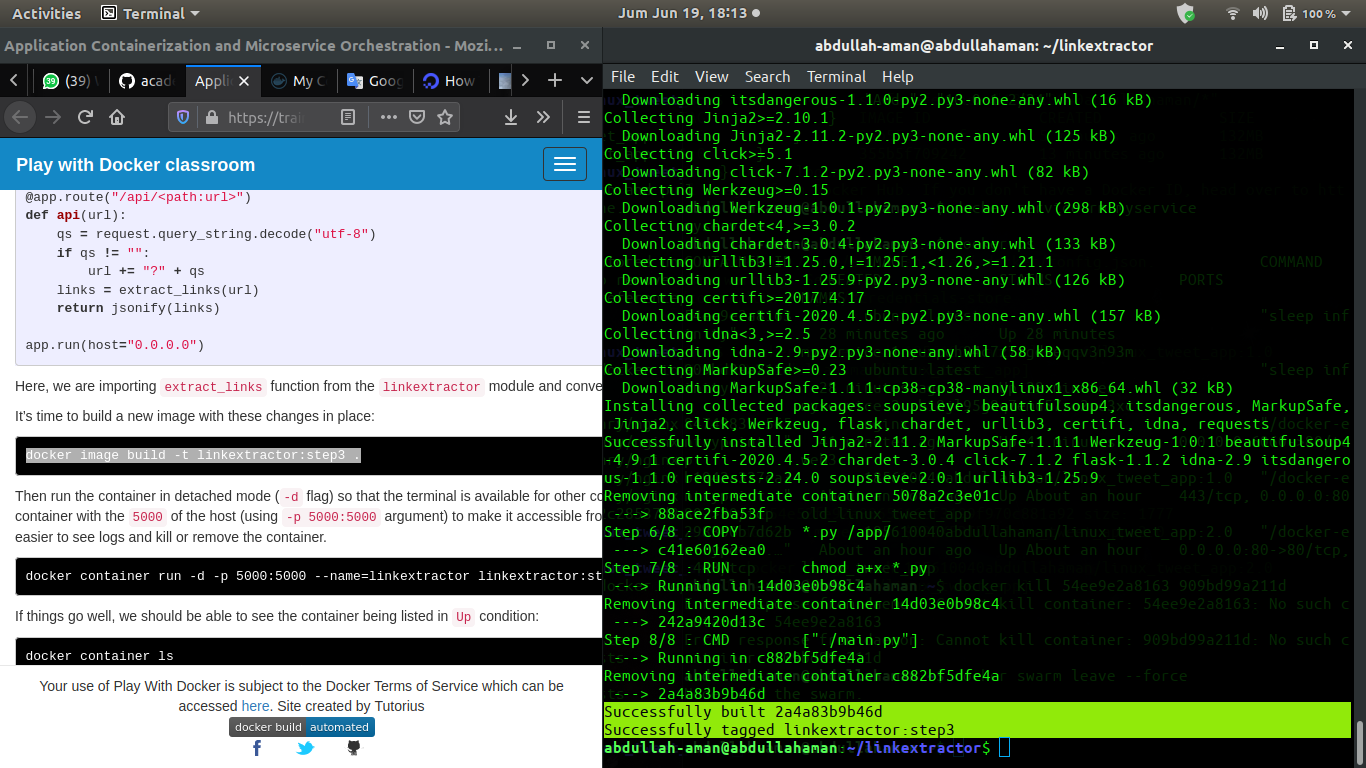 Activities
Terminal
Jum Jun 19, 18:13
100 %
Application Containerization and Microservice Orchestration - Mozi...
abdullah-aman@abdullahaman: ~/linkextractor
(39)
acade
Applic
My C
Goog
How
File Edit View Search Terminal Help
https://trai
Play with Docker classroom
@app.route("/api/<path:url>")
def api(url):
qs = request.query_string.decode("utf-8")
if qs != "":
url += "?" + qs
links = extract_links(url)
return jsonify(links)
app.run(host="0.0.0.0")
Here, we are importing extract_links function from the linkextractor module and conve
It's time to build a new image with these changes in place:
docker image build -t linkextractor:step3 .
Then run the container in detached mode ( -d flag) so that the terminal is available for other co
container with the 5000 of the host (using -p 5000:5000 argument) to make it accessible fro
easier to see logs and kill or remove the container.
docker container run -d -p 5000:5000 --name=linkextractor linkextractor:st
If things go well, we should be able to see the container being listed in Up condition:
docker container ls
Your use of Play With Docker is subject to the Docker Terms of Service which can be
accessed here. Site created by Tutorius
docker build automated
Downloading itsdangerous-1.1.0-py2.py3-none-any.whl (16 kB)
Collecting Jinja2>=2.10.1
Downloading Jinja2-2.11.2-py2.py3-none-any.whl (125 kB)
Collecting click>=5.1
Downloading click-7.1.2-py2.py3-none-any.whl (82 kB)
Collecting Werkzeug>=0.15
Downloading Werkzeug-1.0.1-py2.py3-none-any.whl (298 kB)
Collecting chardet<4,>=3.0.2
Downloading chardet-3.0.4-py2.py3-none-any.whl (133 kB)
Collecting urllib3!=1.25.0,!=1.25.1,<1.26,>=1.21.1
Downloading urllib3-1.25.9-py2.py3-none-any.whl (126 kB)
Collecting certifi>=2017.4.17
Downloading certifi-2020.4.5.2-py2.py3-none-any.whl (157 kB)
Collecting idna<3,>=2.5
Downloading idna-2.9-py2.py3-none-any.whl (58 kB)
Collecting MarkupSafe>=0.23
Downloading MarkupSafe-1.1.1-cp38-cp38-manylinux1_x86_64.whl (32 kB)
Installing collected packages: soupsieve, beautifulsoup4, itsdangerous, MarkupSafe,
Jinja2, click, Werkzeug, flask, chardet, urllib3, certifi, idna, requests
Successfully installed Jinja2-2.11.2 MarkupSafe-1.1.1 Werkzeug-1.0.1 beautifulsoup4
-4.9.1 certifi-2020.4.5.2 chardet-3.0.4 click-7.1.2 flask-1.1.2 idna-2.9 itsdangero
us-1.1.0 requests-2.24.0 soupsieve-2.0.1 urllib3-1.25.9
Removing intermediate container 5078a2c3e01c
---> 88ace2fba53f
Step 6/8 : COPY *.py /app/
---> c41e60162ea0
Step 7/8 : RUN chmod a+x *.py
---> Running in 14d03e0b98c4
Removing intermediate container 14d03e0b98c4
---> 242a9420d13c
Step 8/8 : CMD ["./main.py"]
---> Running in c882bf5dfe4a
Removing intermediate container c882bf5dfe4a
---> 2a4a83b9b46d
Successfully built 2a4a83b9b46d
Successfully tagged linkextractor:step3
abdullah-aman@abdullahaman:~/linkextractor$